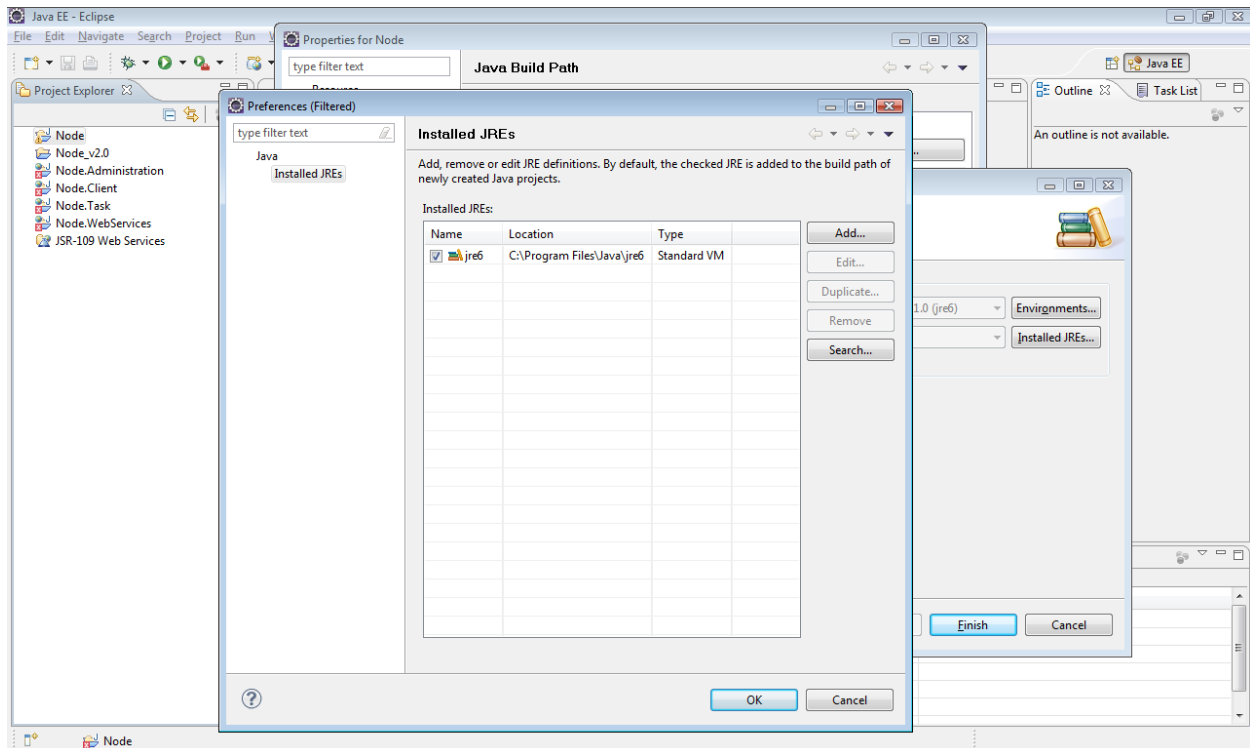 Java EE - Eclipse
File Edit Navigate Search Project Run
Properties for Node
type filter text
Java Build Path
Java EE
Project Explorer
Outline
Task List
An outline is not available.
Node
Node_v2.0
Node.Administration
Node.Client
Node.Task
Node.WebServices
JSR-109 Web Services
Preferences (Filtered)
type filter text
Java
Installed JREs
Installed JREs
Add, remove or edit JRE definitions. By default, the checked JRE is added to the build path of
newly created Java projects.
Installed JREs:
Name Location Type
jre6 C:\Program Files\Java\jre6 Standard VM
Add...
Edit...
Duplicate...
Remove
Search...
OK
Cancel
1.0 (jre6)
Environments...
Installed JREs...
Finish
Cancel
Node